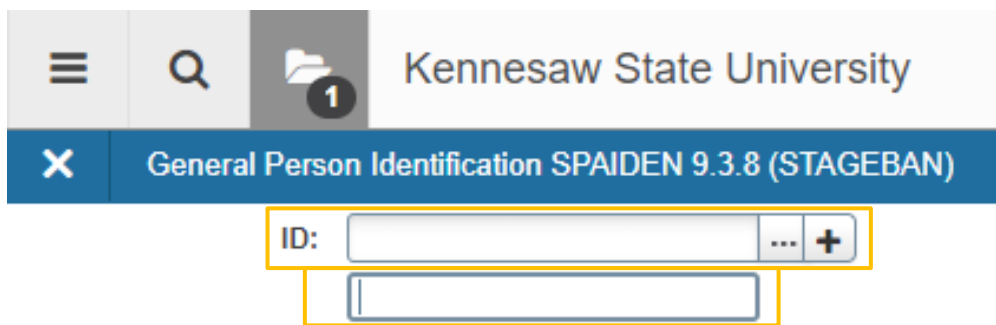 1
Kennesaw State University
General Person Identification SPAIDEN 9.3.8 (STAGEBAN)
ID:
...